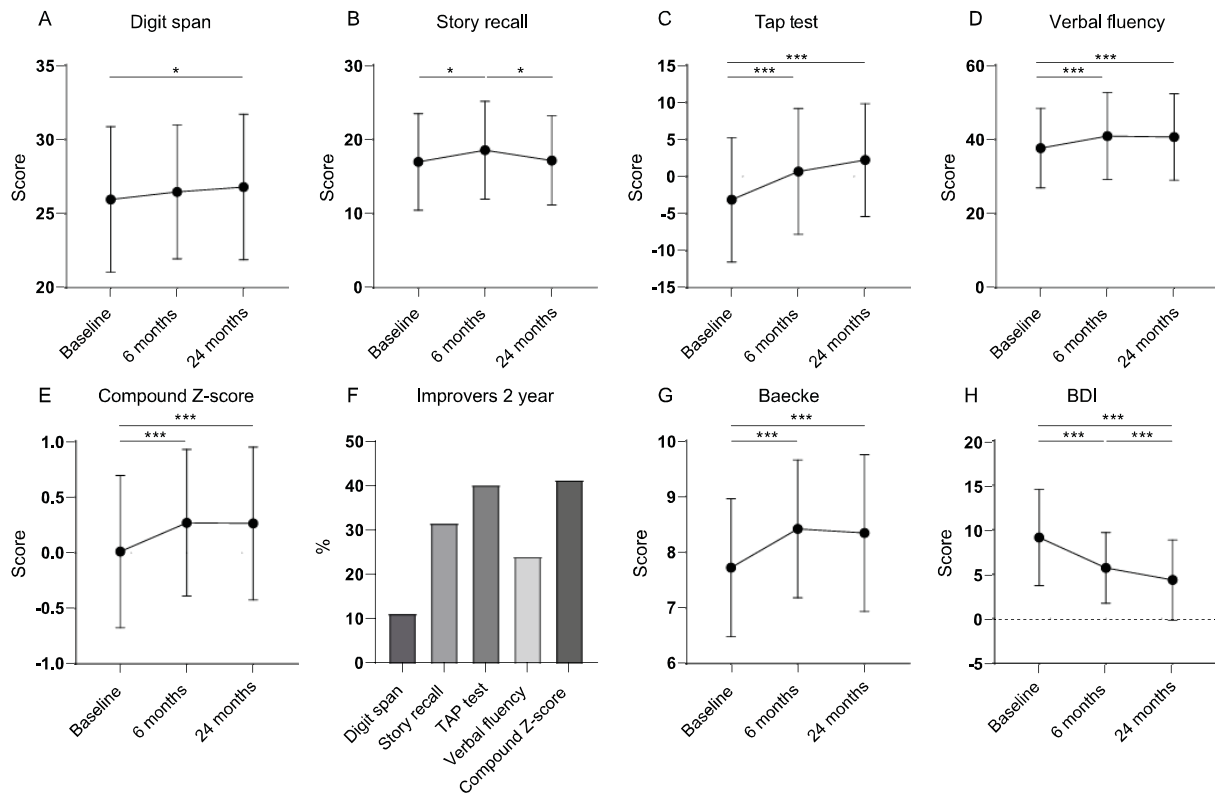 A Digit span
35
30
25
20
Score
*
Baseline
6 months
24 months
B Story recall
30
20
10
0
Score
* *
Baseline
6 months
24 months
C Tap test
15
10
5
0
-5
-10
-15
Score
***
***
Baseline
6 months
24 months
D Verbal fluency
60
40
20
0
Score
***
***
Baseline
6 months
24 months
E Compound Z-score
1.0
0.5
0.0
-0.5
-1.0
Score
***
***
Baseline
6 months
24 months
F Improvers 2 year
50
40
30
20
10
0
%
Digit span
Story recall
TAP test
Verbal fluency
Compound Z-score
G Baecke
10
9
8
7
6
Score
***
***
Baseline
6 months
24 months
H BDI
20
15
10
5
0
-5
Score
***
*** ***
Baseline
6 months
24 months